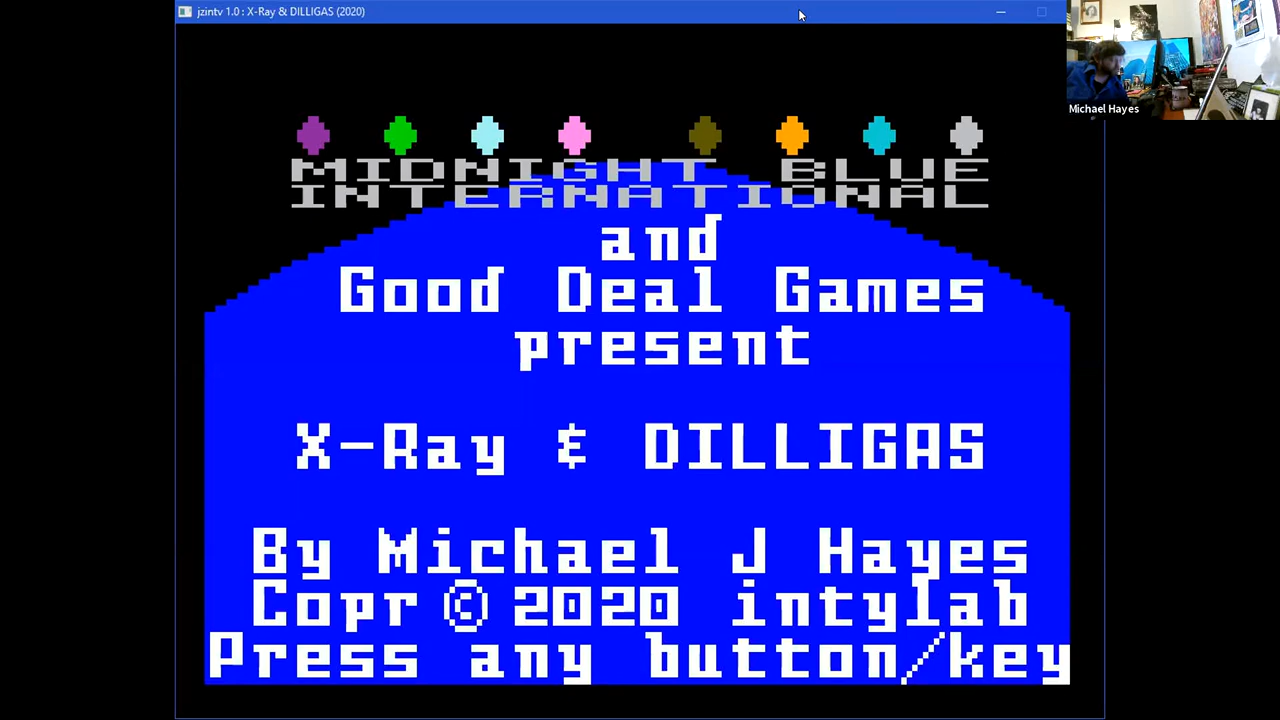 jzintv 1.0 : X-Ray & DILLIGAS (2020)
Michael Hayes
MIDNIGHT BLUE
INTERNATIONAL
and
Good Deal Games
present
X-Ray & DILLIGAS
By Michael J Hayes
Copr © 2020 intylab
Press any button/key